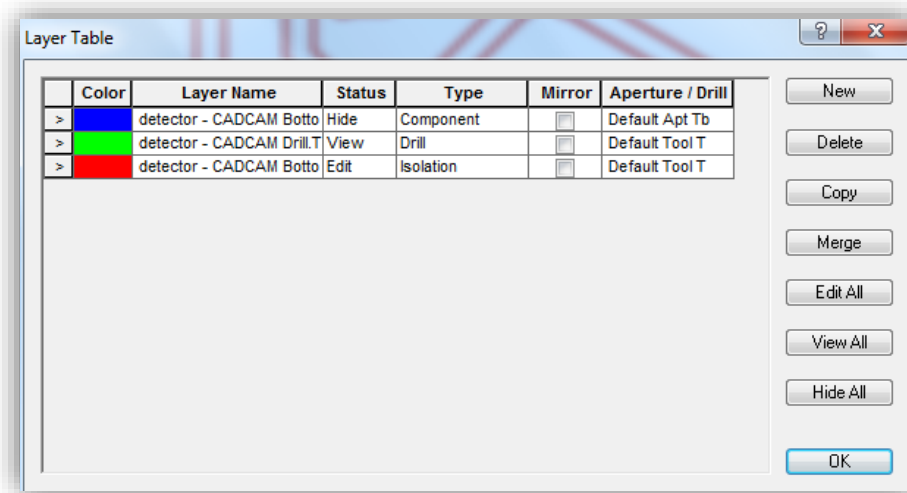 Layer Table
? x
Color Layer Name Status Type Mirror Aperture / Drill
> detector - CADCAM Botto Hide Component Default Apt Tb
> detector - CADCAM Drill.T View Drill Default Tool T
> detector - CADCAM Botto Edit Isolation Default Tool T
New
Delete
Copy
Merge
Edit All
View All
Hide All
OK